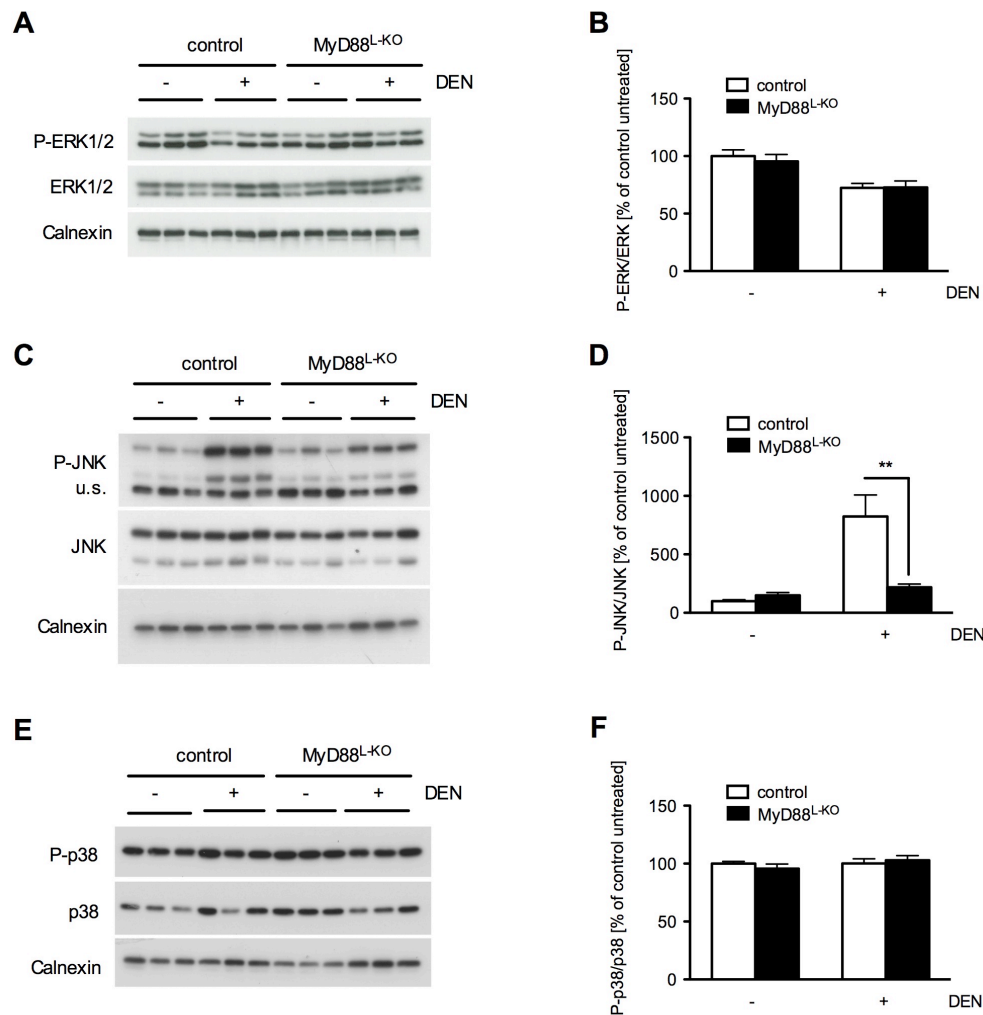 A
control MyD88L-KO
- + - + DEN
P-ERK1/2
ERK1/2
Calnexin
B
control
MyD88L-KO
P-ERK/ERK [% of control untreated]
150
100
50
0
- + DEN
C
control MyD88L-KO
- + - + DEN
P-JNK
u.s.
JNK
Calnexin
D
control
MyD88L-KO
P-JNK/JNK [% of control untreated]
1500
1000
500
0
**
- + DEN
E
control MyD88L-KO
- + - + DEN
P-p38
p38
Calnexin
F
control
MyD88L-KO
P-p38/p38 [% of control untreated]
150
100
50
0
- + DEN